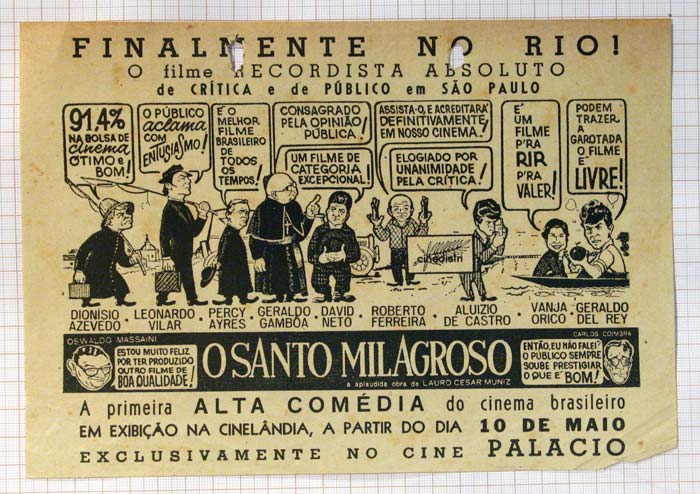 FINALMENTE NO RIO!
O filme RECORDISTA ABSOLUTO
de CRÍTICA e de PÚBLICO em SÃO PAULO
91,4%
NA BOLSA DE
cinema
ÓTIMO e
BOM!
O PÚBLICO
aclama
COM
ENTUSIASMO!
E O
MELHOR
FILME
BRASILEIRO
DE
TODOS
OS
TEMPOS!
CONSAGRADO
PELA OPINIÃO
PÚBLICA!
UM FILME DE
CATEGORIA
EXCEPCIONAL!
ASSISTA-O, E ACREDITARÁ
DEFINITIVAMENTE
EM NOSSO CINEMA!
ELOGIADO POR
UNANIMIDADE
PELA CRÍTICA!
É
UM
FILME
P'RA
RIR
P'RA
VALER!
PODEM
TRAZER
A
GAROTADA
O FILME
É
LIVRE!
cinedistri
DIONÍSIO AZEVEDO · LEONARDO VILAR · PERCY AYRES · GERALDO GAMBÔA · DAVID NETO · ROBERTO FERREIRA · ALUIZIO DE CASTRO · VANJA ORICO · GERALDO DEL REY
OSWALDO MASSAINI
ESTOU MUITO FELIZ
POR TER PRODUZIDO
OUTRO FILME DE
BOA QUALIDADE!
O SANTO MILAGROSO
a aplaudida obra de LAURO CESAR MUNIZ
CARLOS COIMBRA
ENTÃO, EU NÃO FALEI?
O PÚBLICO SEMPRE
SOUBE PRESTIGIAR
O QUE É BOM!
A primeira ALTA COMÉDIA do cinema brasileiro
EM EXIBIÇÃO NA CINELÂNDIA, A PARTIR DO DIA 10 DE MAIO
EXCLUSIVAMENTE NO CINE PALACIO